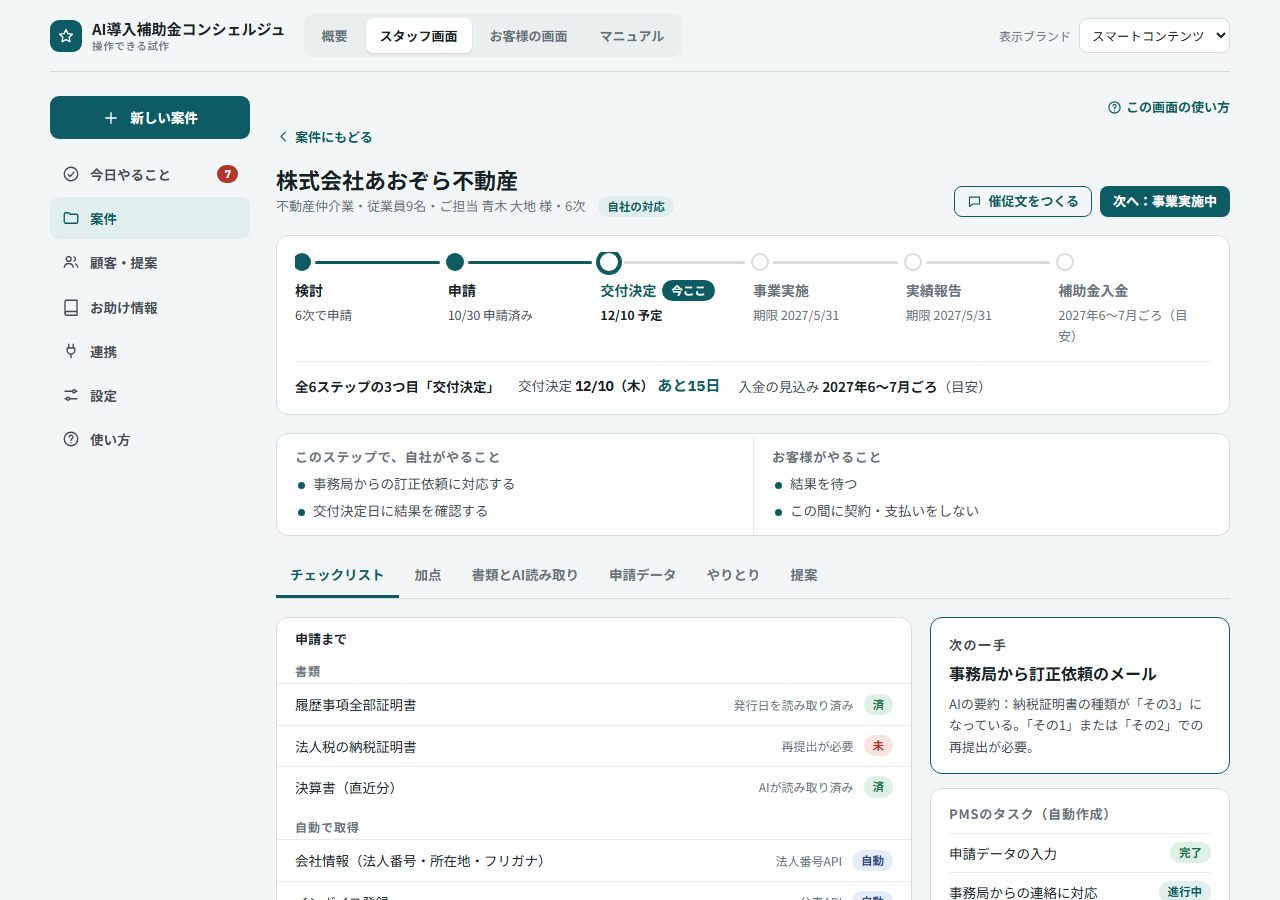 AI導入補助金コンシェルジュ
操作できる試作
概要
スタッフ画面
お客様の画面
マニュアル
表示ブランド
スマートコンテンツ
新しい案件
今日やること
7
案件
顧客・提案
お助け情報
連携
設定
使い方
この画面の使い方
案件にもどる
株式会社あおぞら不動産
不動産仲介業・従業員9名・ご担当 青木 大地 様・6次
自社の対応
催促文をつくる
次へ：事業実施中
検討
6次で申請
申請
10/30 申請済み
交付決定
今ここ
12/10 予定
事業実施
期限 2027/5/31
実績報告
期限 2027/5/31
補助金入金
2027年6〜7月ごろ（目
安）
全6ステップの3つ目「交付決定」
交付決定 12/10（木） あと15日
入金の見込み 2027年6〜7月ごろ（目安）
このステップで、自社がやること
事務局からの訂正依頼に対応する
交付決定日に結果を確認する
お客様がやること
結果を待つ
この間に契約・支払いをしない
チェックリスト
加点
書類とAI読み取り
申請データ
やりとり
提案
申請まで
書類
履歴事項全部証明書
発行日を読み取り済み
済
法人税の納税証明書
再提出が必要
未
決算書（直近分）
AIが読み取り済み
済
自動で取得
会社情報（法人番号・所在地・フリガナ）
法人番号API
自動
次の一手
事務局から訂正依頼のメール
AIの要約：納税証明書の種類が「その3」に
なっている。「その1」または「その2」での
再提出が必要。
PMSのタスク（自動作成）
申請データの入力
完了
事務局からの連絡に対応
進行中